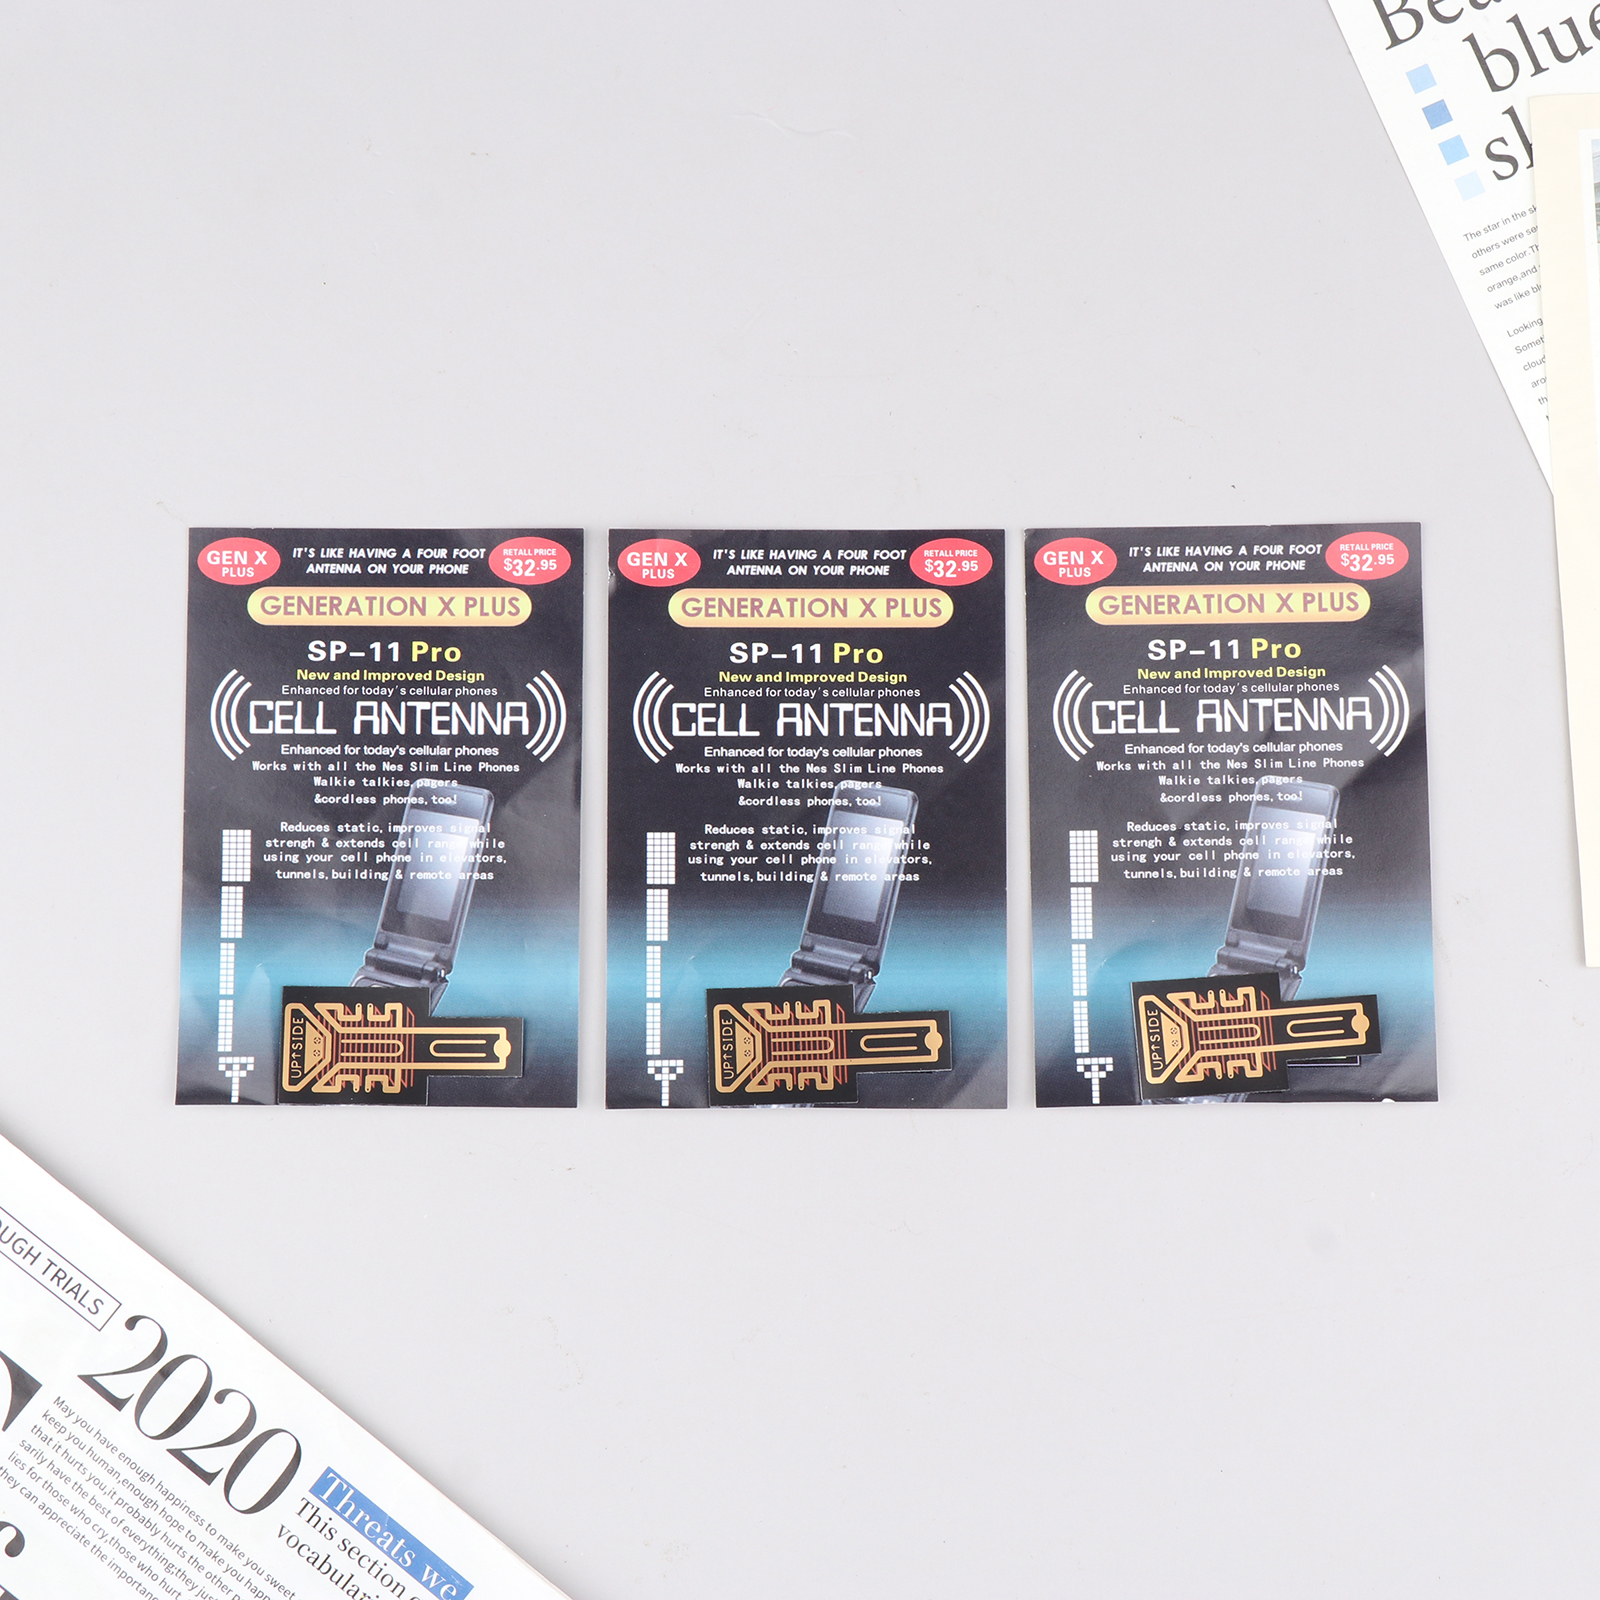 blue
The star in the
others were
same color.
orange,and
was like
Looking
GEN X
PLUS
IT'S LIKE HAVING A FOUR FOOT
ANTENNA ON YOUR PHONE
RETALL PRICE
$32.95
GENERATION X PLUS
SP-11 Pro
New and Improved Design
Enhanced for today's cellular phones
CELL ANTENNA
Enhanced for today's cellular phones
Works with all the Nes Slim Line Phones
Walkie talkies,pagers
&cordless phones,too!
Reduces static,improves signal
strengh & extends cell range while
using your cell phone in elevators,
tunnels,building & remote areas
UP↑SIDE
GEN X
PLUS
IT'S LIKE HAVING A FOUR FOOT
ANTENNA ON YOUR PHONE
RETALL PRICE
$32.95
GENERATION X PLUS
SP-11 Pro
New and Improved Design
Enhanced for today's cellular phones
CELL ANTENNA
Enhanced for today's cellular phones
Works with all the Nes Slim Line Phones
Walkie talkies,pagers
&cordless phones,too!
Reduces static,improves signal
strengh & extends cell range while
using your cell phone in elevators,
tunnels,building & remote areas
UP↑SIDE
GEN X
PLUS
IT'S LIKE HAVING A FOUR FOOT
ANTENNA ON YOUR PHONE
RETALL PRICE
$32.95
GENERATION X PLUS
SP-11 Pro
New and Improved Design
Enhanced for today's cellular phones
CELL ANTENNA
Enhanced for today's cellular phones
Works with all the Nes Slim Line Phones
Walkie talkies,pagers
&cordless phones,too!
Reduces static,improves signal
strengh & extends cell range while
using your cell phone in elevators,
tunnels,building & remote areas
UP↑SIDE
TRIALS
2020
May you have enough happiness to make you sweet
keep you human,enough hope to make you
that it hurts you,it probably hurts the other
sarily have the best of everything;they
lies for those who cry,those who hurt,
they can appreciate the
Threats we
This section